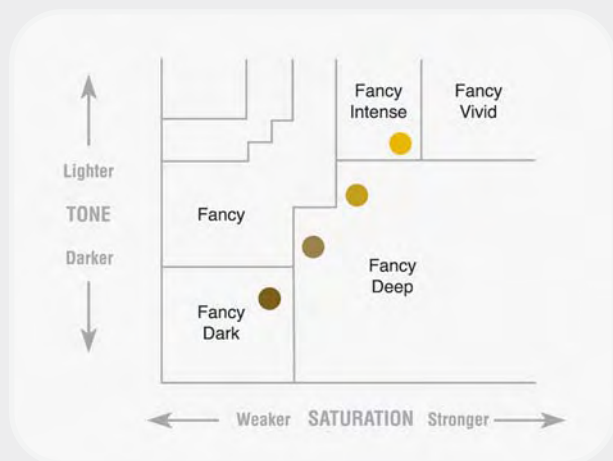 Fancy
Intense
Fancy
Vivid
Lighter
TONE
Darker
Fancy
Fancy
Deep
Fancy
Dark
Weaker SATURATION Stronger